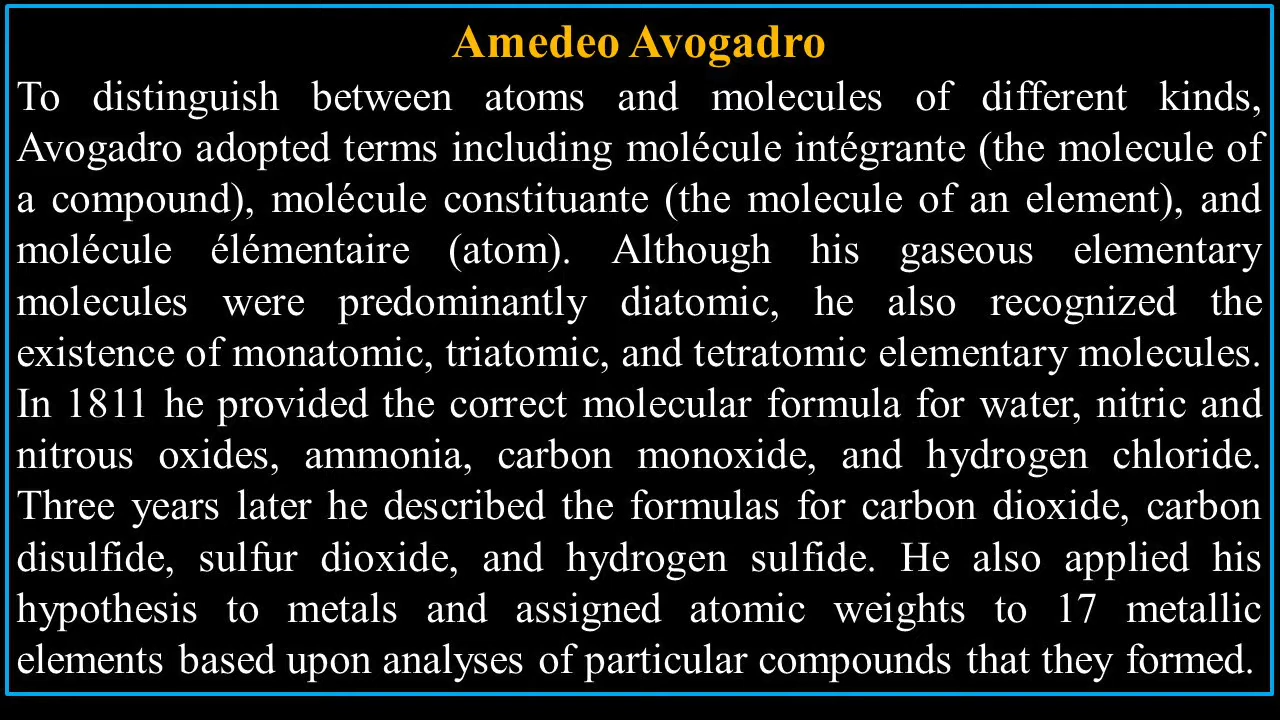 Amedeo Avogadro
To distinguish between atoms and molecules of different kinds,
Avogadro adopted terms including molécule intégrante (the molecule of
a compound), molécule constituante (the molecule of an element), and
molécule élémentaire (atom). Although his gaseous elementary
molecules were predominantly diatomic, he also recognized the
existence of monatomic, triatomic, and tetratomic elementary molecules.
In 1811 he provided the correct molecular formula for water, nitric and
nitrous oxides, ammonia, carbon monoxide, and hydrogen chloride.
Three years later he described the formulas for carbon dioxide, carbon
disulfide, sulfur dioxide, and hydrogen sulfide. He also applied his
hypothesis to metals and assigned atomic weights to 17 metallic
elements based upon analyses of particular compounds that they formed.